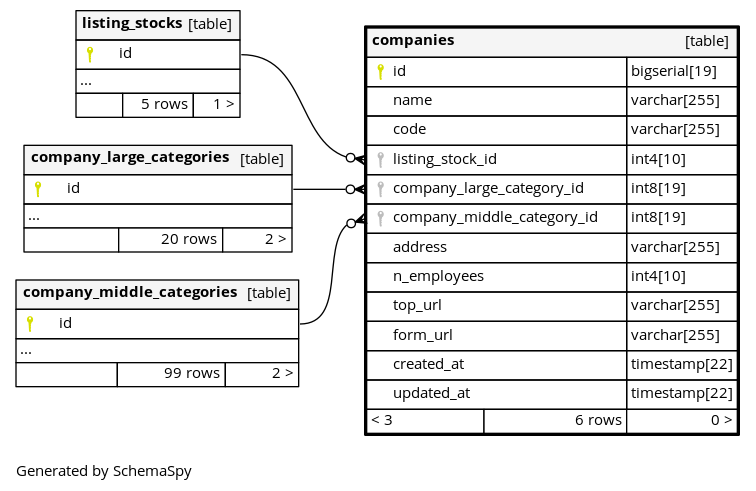 listing_stocks [table]
id
...
5 rows 1 >
company_large_categories [table]
id
...
20 rows 2 >
company_middle_categories [table]
id
...
99 rows 2 >
companies [table]
id bigserial[19]
name varchar[255]
code varchar[255]
listing_stock_id int4[10]
company_large_category_id int8[19]
company_middle_category_id int8[19]
address varchar[255]
n_employees int4[10]
top_url varchar[255]
form_url varchar[255]
created_at timestamp[22]
updated_at timestamp[22]
< 3 6 rows 0 >
Generated by SchemaSpy